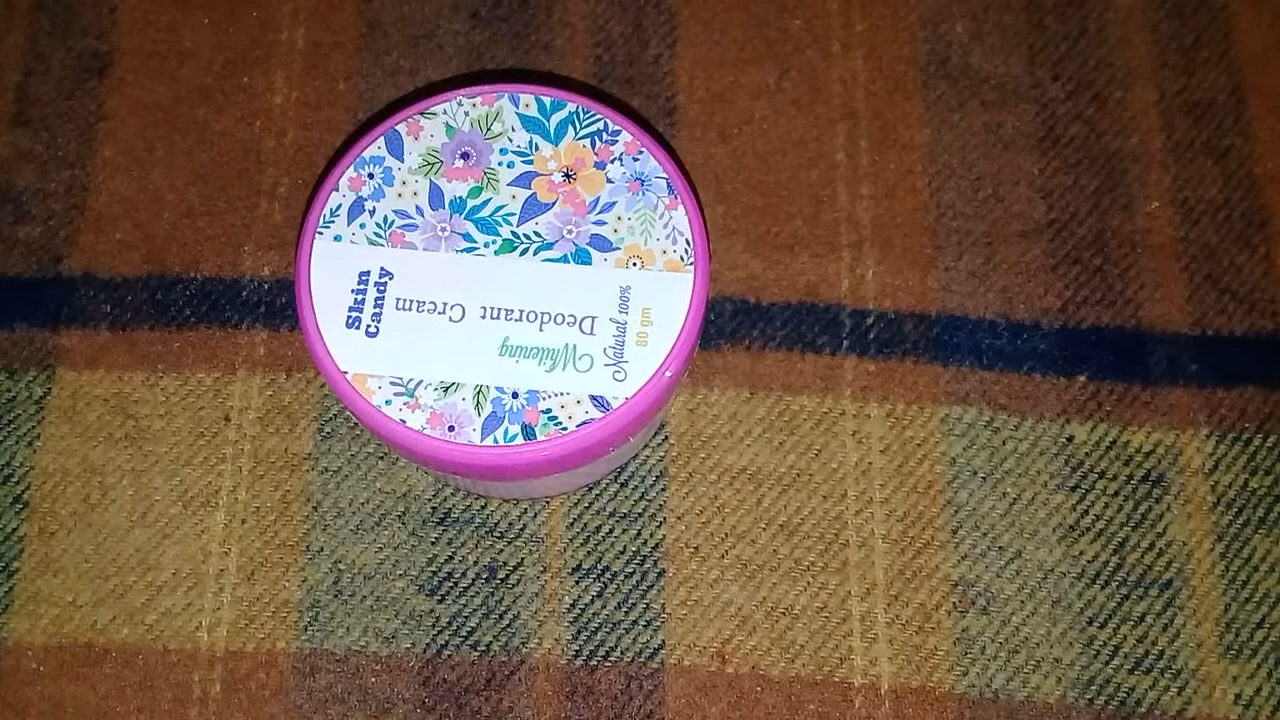 Whitening
Deodorant Cream
Skin
Candy
Natural 100%
80 gm